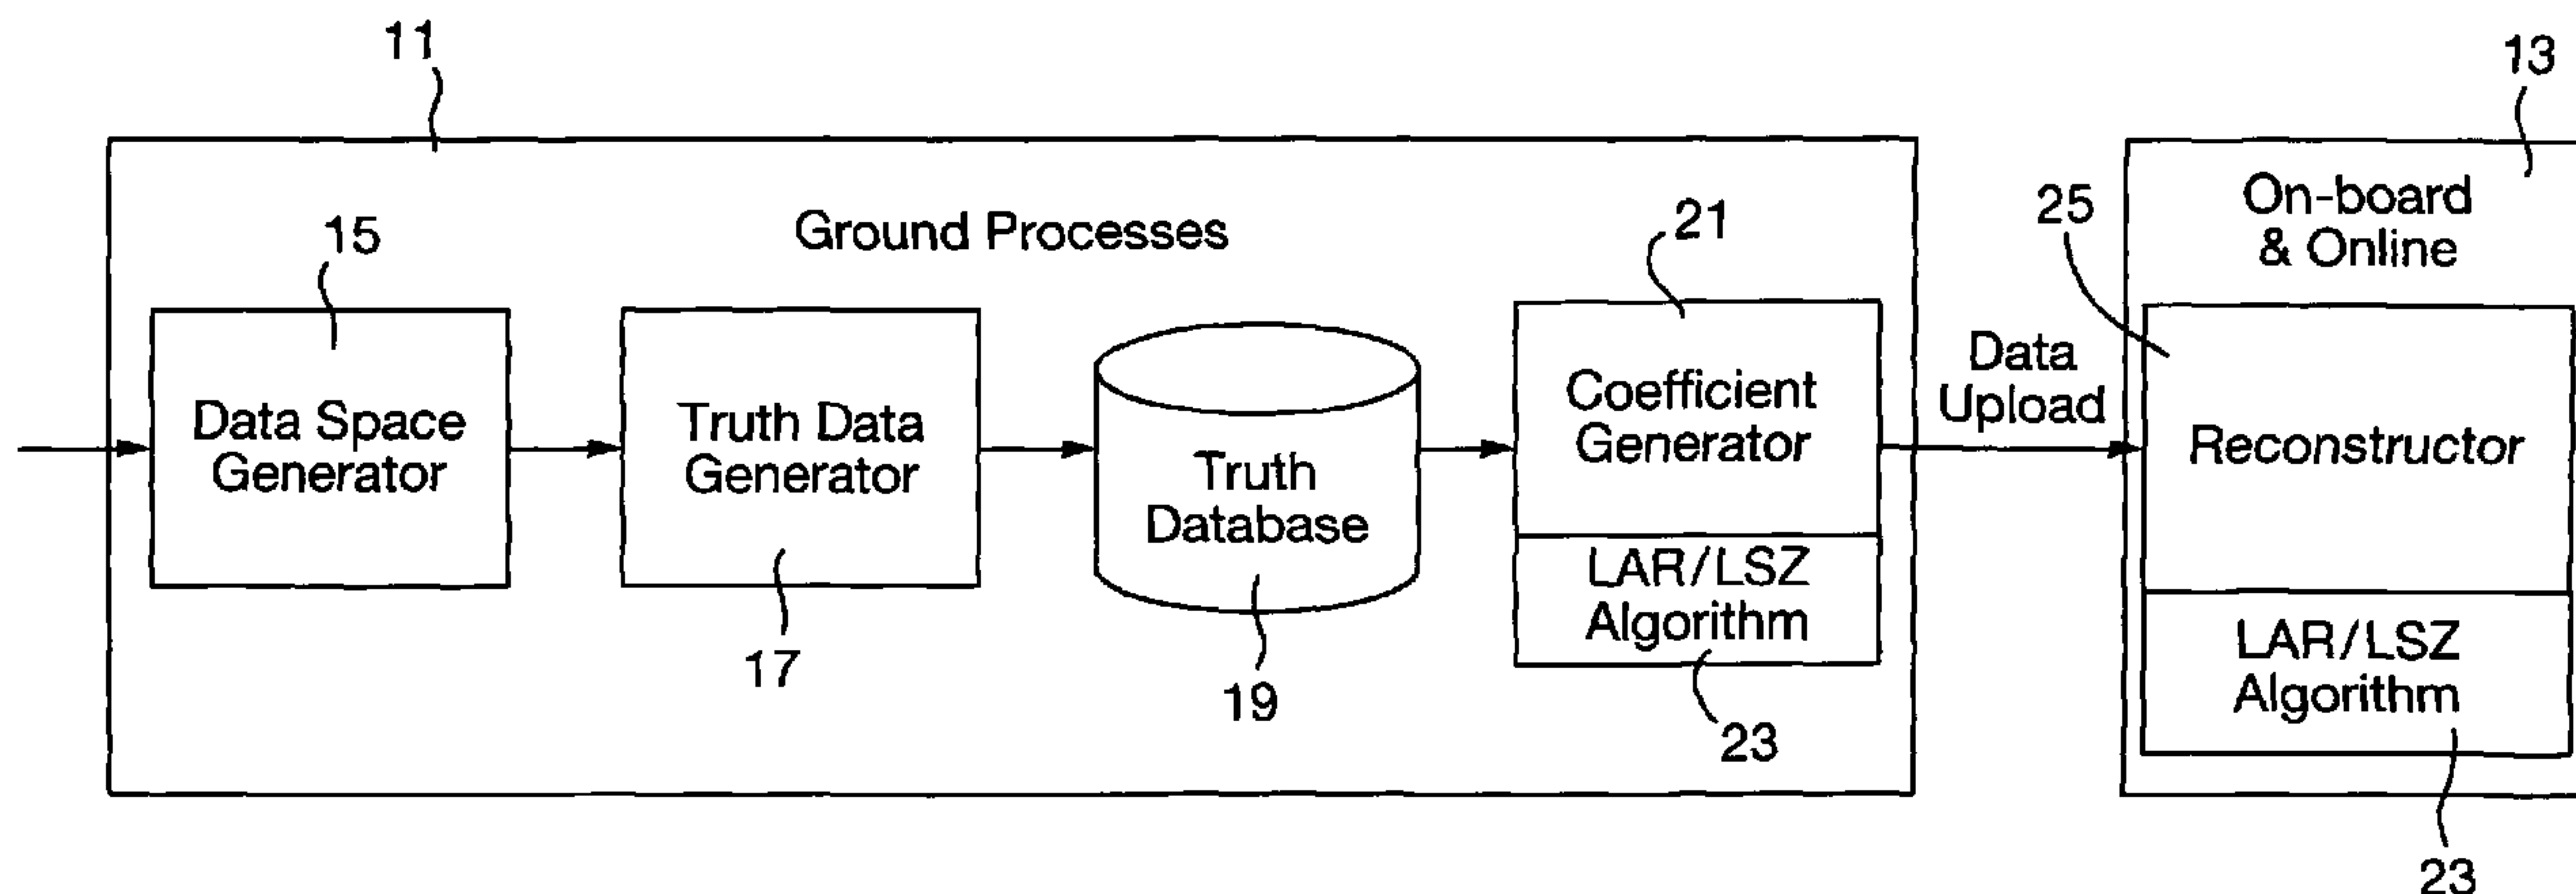 11
13
Ground Processes
On-board
& Online
15
21
25
Data Space
Generator
Truth Data
Generator
Truth
Database
Coefficient
Generator
Data
Upload
Reconstructor
LAR/LSZ
Algorithm
LAR/LSZ
Algorithm
17
19
23
23